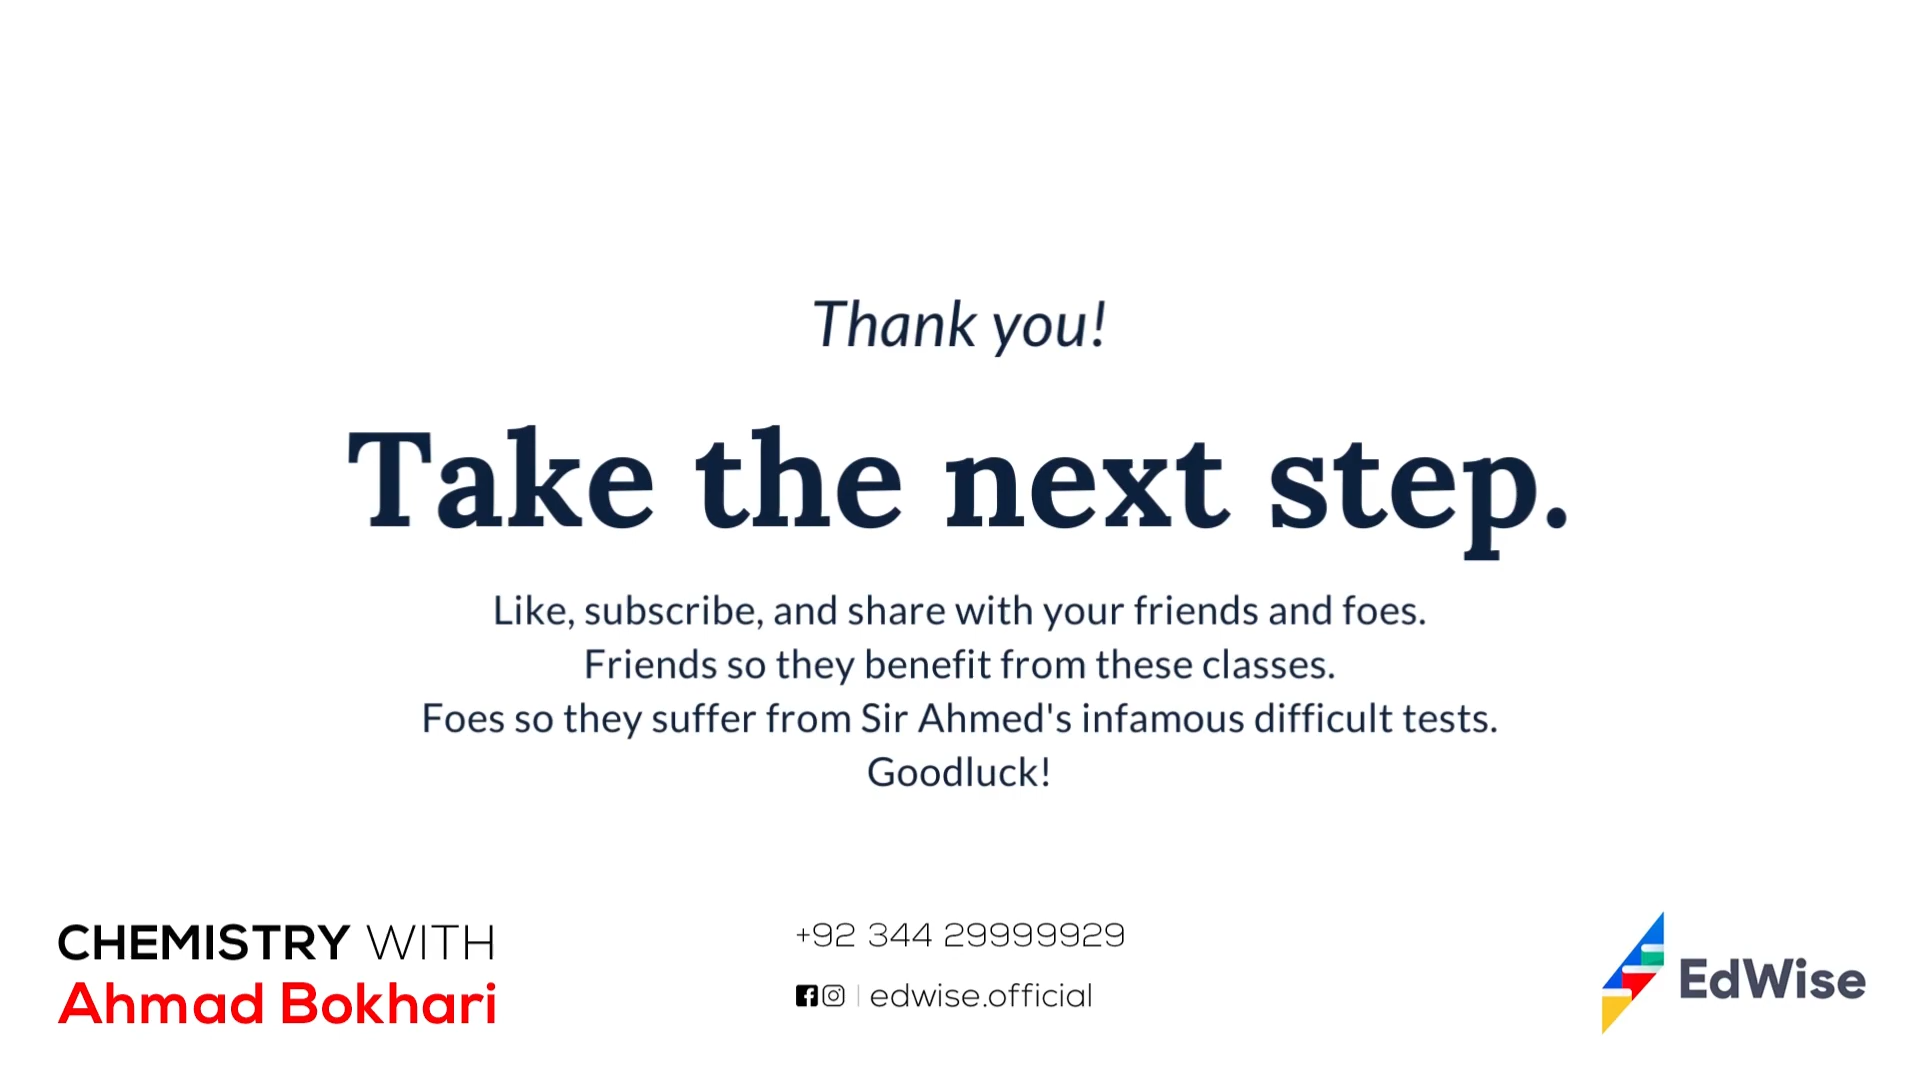 Thank you!
Take the next step.
Like, subscribe, and share with your friends and foes.
Friends so they benefit from these classes.
Foes so they suffer from Sir Ahmed's infamous difficult tests.
Goodluck!
CHEMISTRY WITH
Ahmad Bokhari
+92 344 29999929
| edwise.official
EdWise